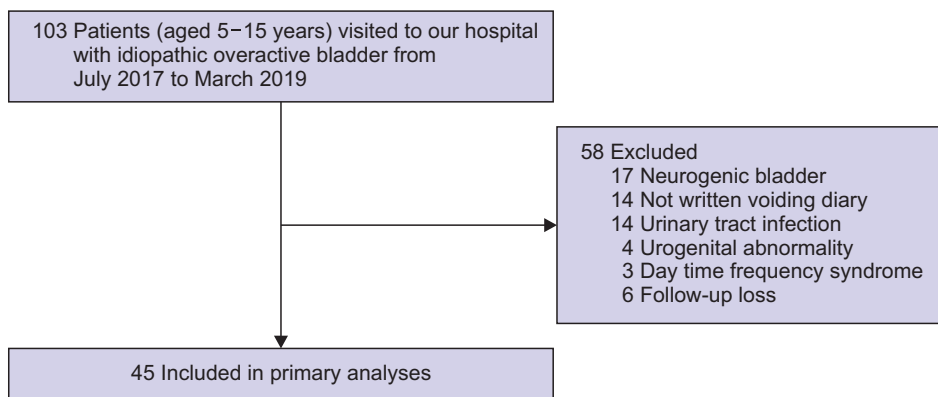 103 Patients (aged 5−15 years) visited to our hospital
with idiopathic overactive bladder from
July 2017 to March 2019
58 Excluded
17 Neurogenic bladder
14 Not written voiding diary
14 Urinary tract infection
4 Urogenital abnormality
3 Day time frequency syndrome
6 Follow-up loss
45 Included in primary analyses